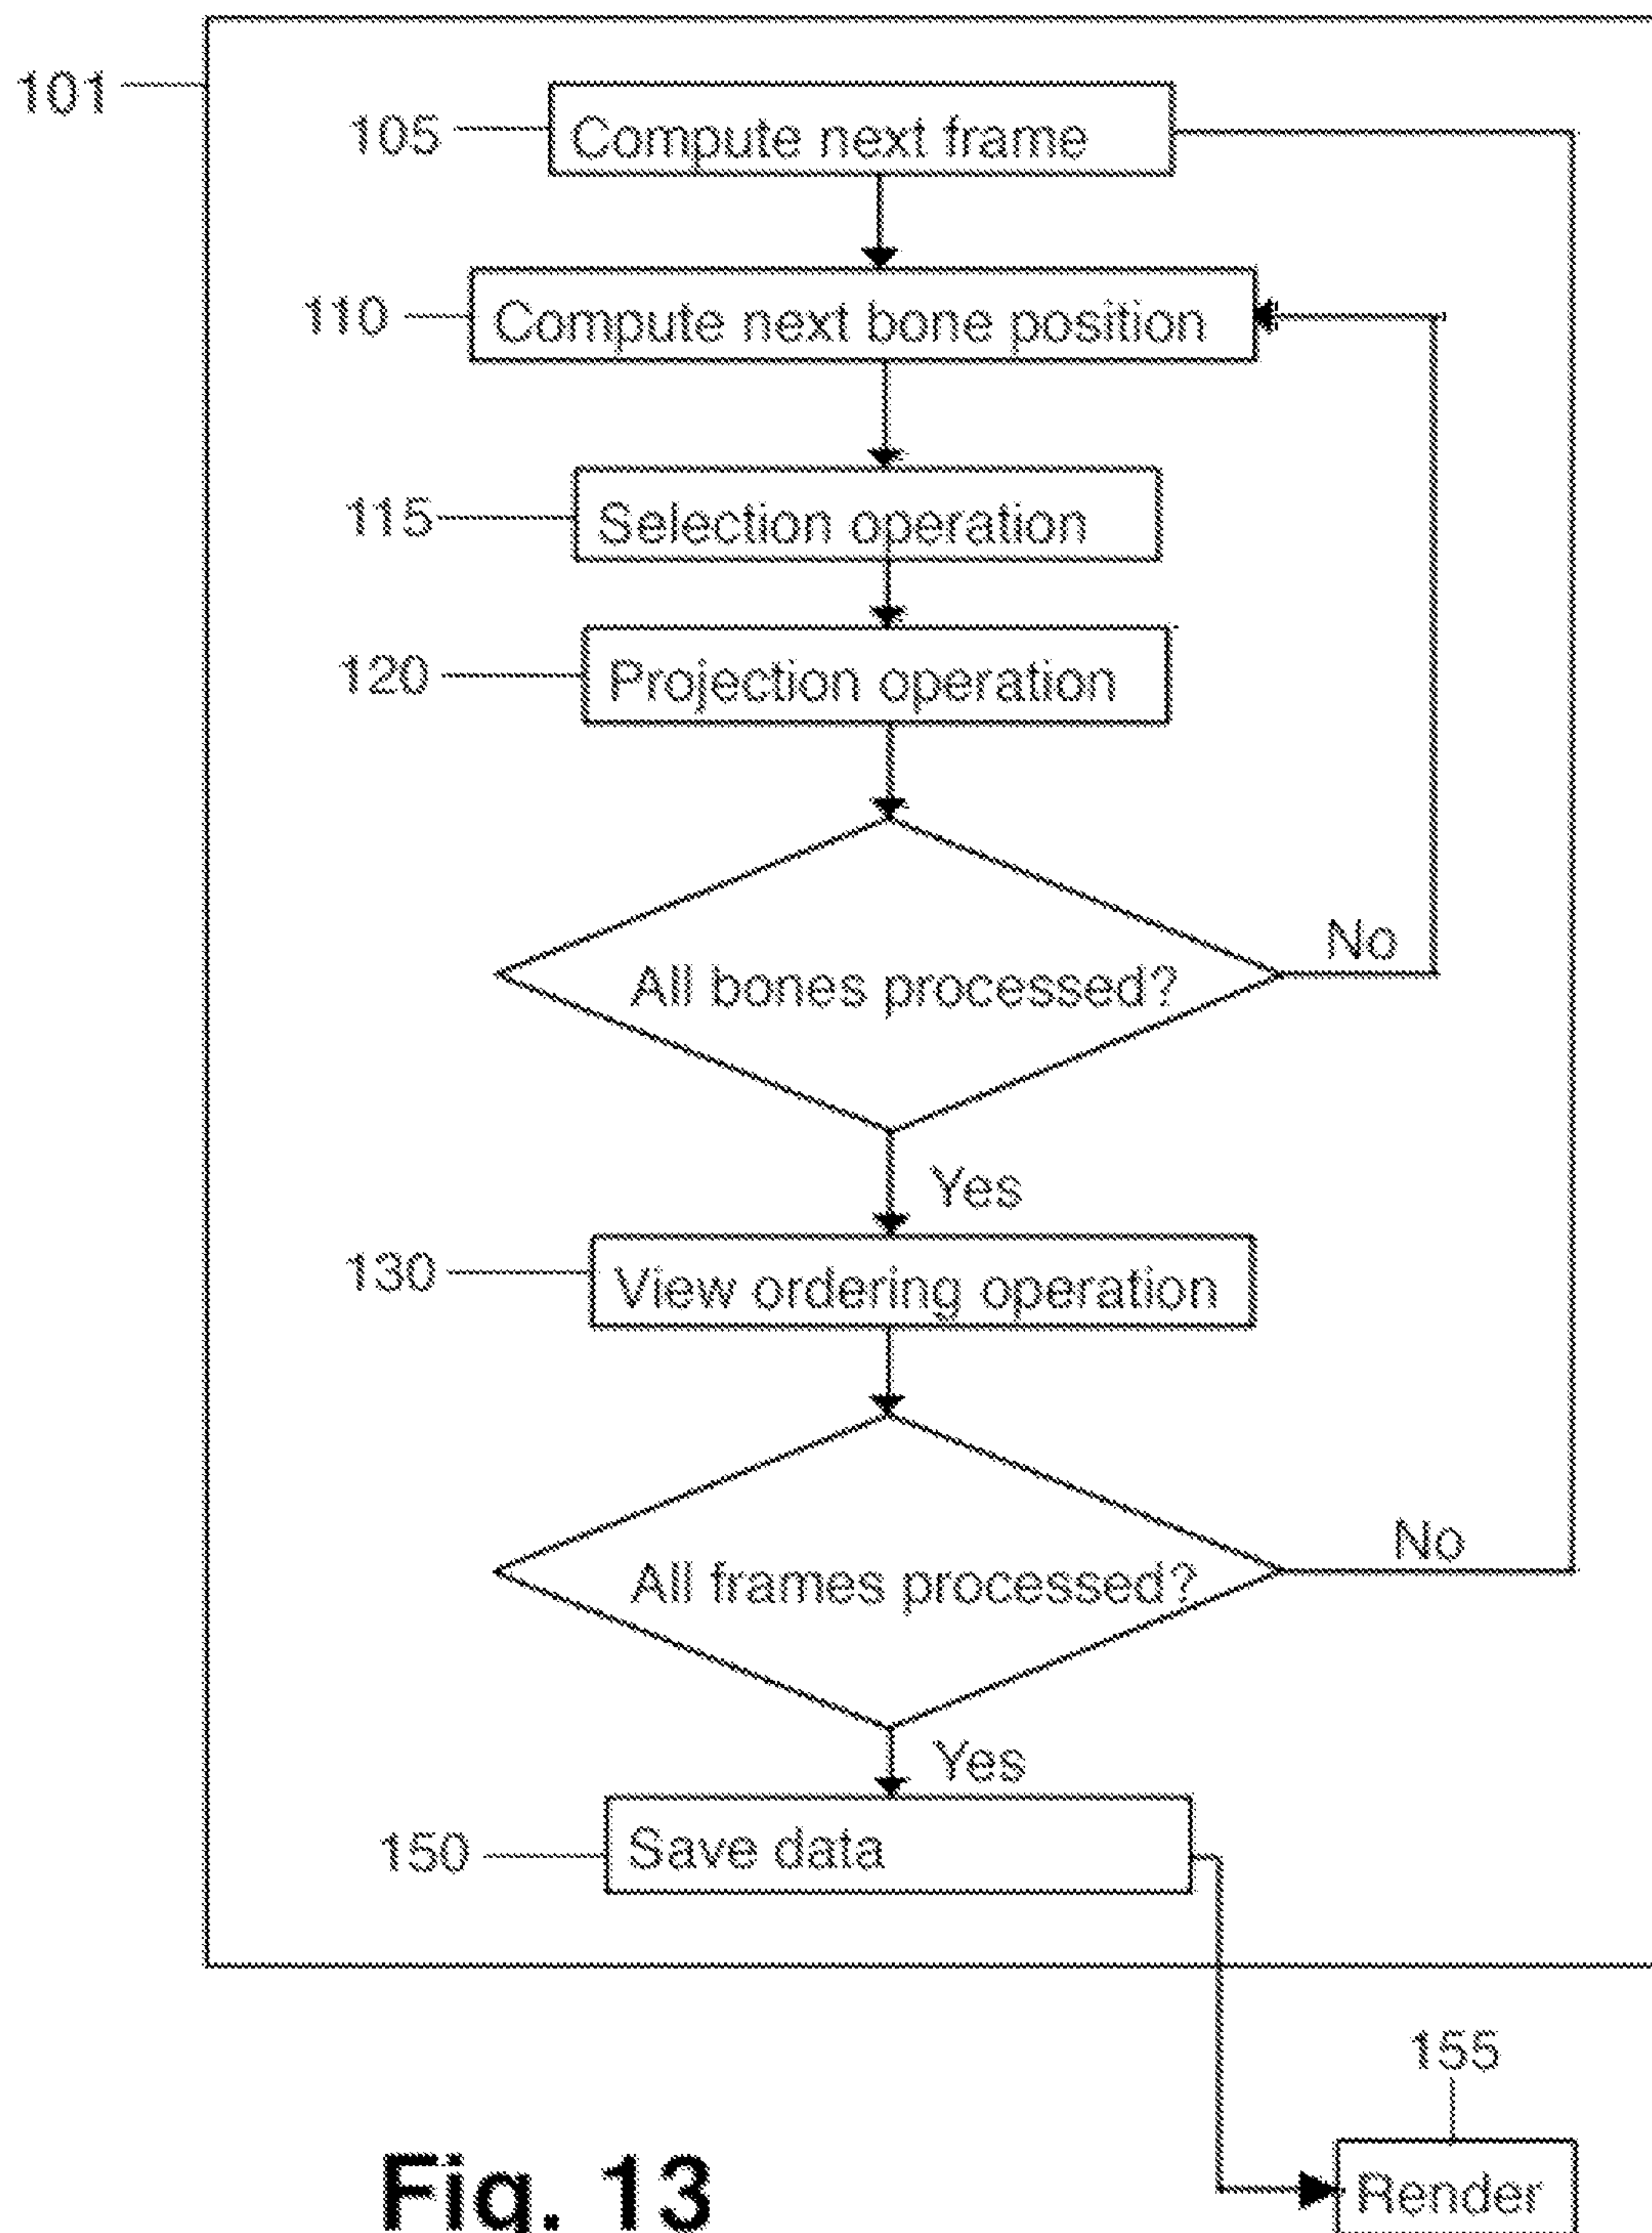 101
105
Compute next frame
110
Compute next bone position
115
Selection operation
120
Projection operation
All bones processed?
No
Yes
130
View ordering operation
All frames processed?
No
Yes
150
Save data
155
Render
Fig. 13